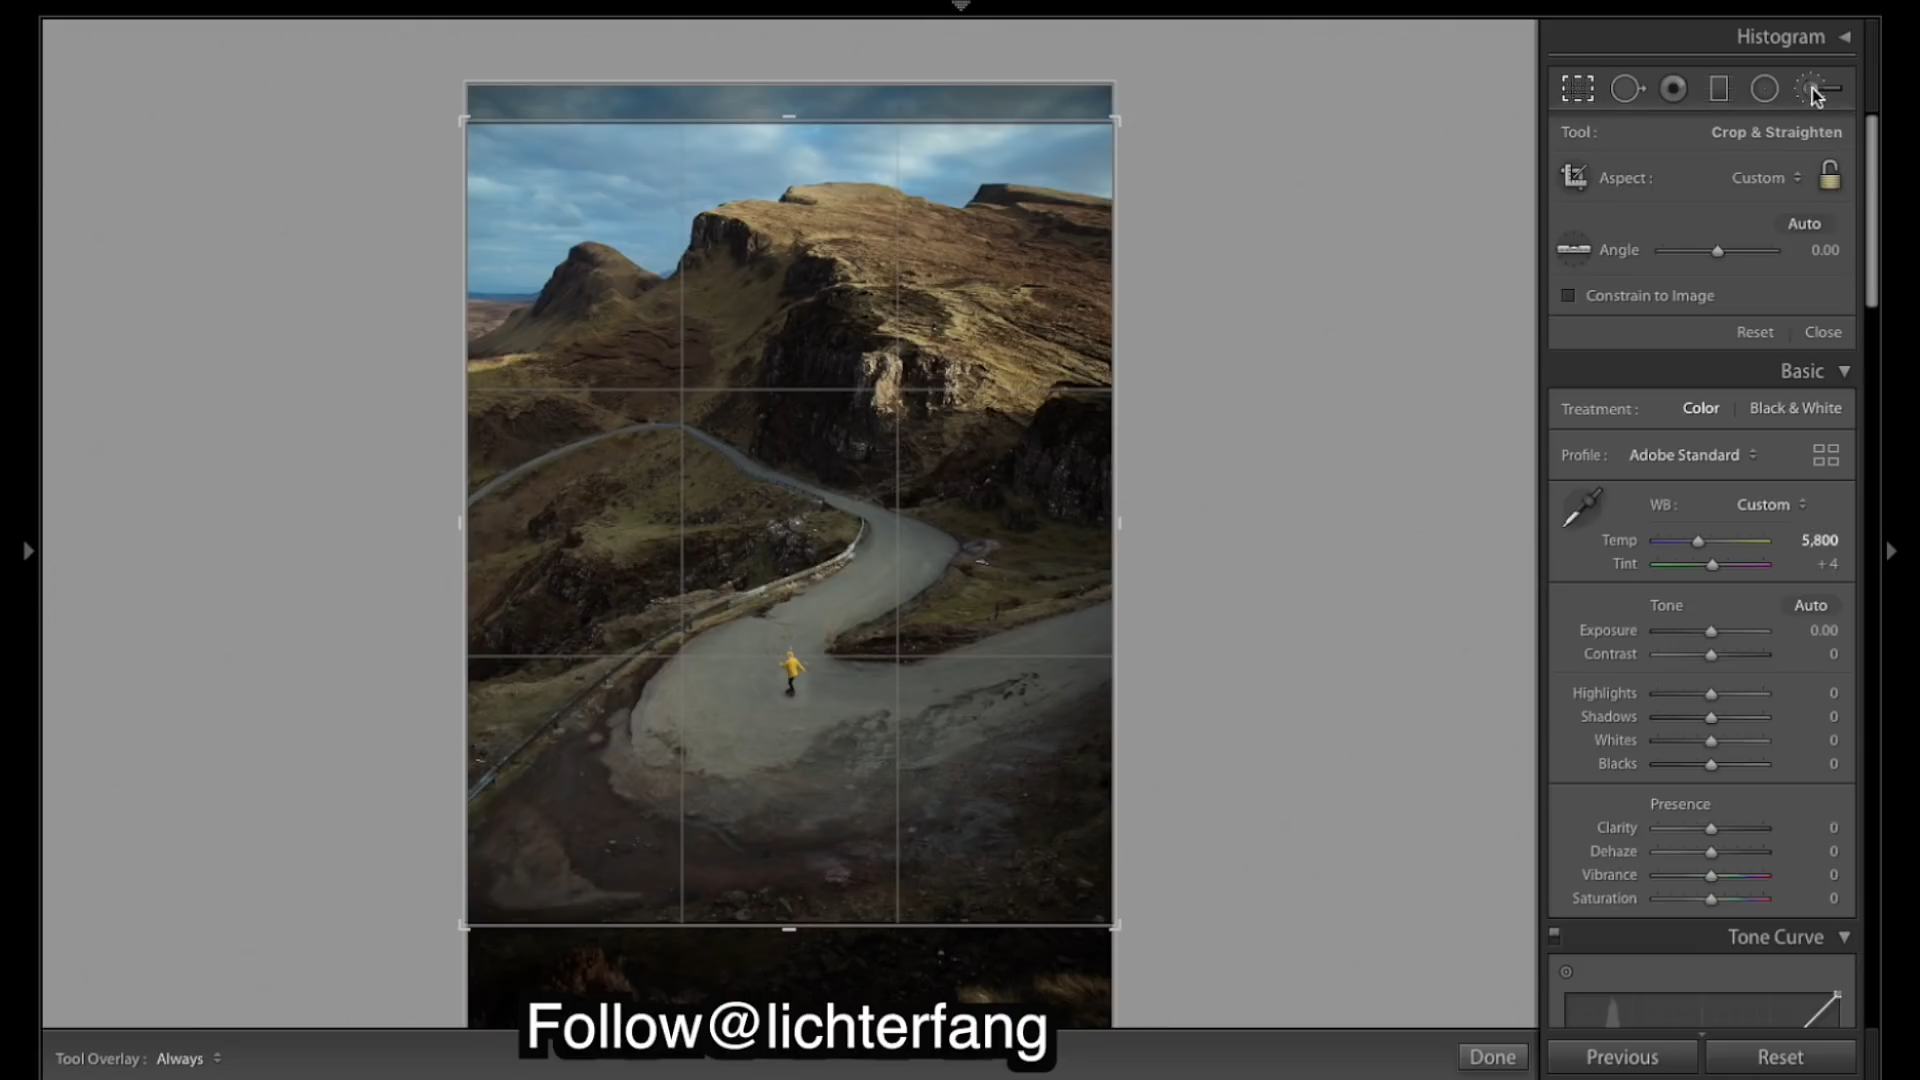 Histogram
Tool :
Crop & Straighten
Aspect :
Custom
Auto
Angle
0.00
Constrain to Image
Reset
Close
Basic
Treatment :
Color
Black & White
Profile :
Adobe Standard
WB :
Custom
Temp
5,800
Tint
+ 4
Tone
Auto
Exposure
0.00
Contrast
0
Highlights
0
Shadows
0
Whites
0
Blacks
0
Presence
Clarity
0
Dehaze
0
Vibrance
0
Saturation
0
Tone Curve
Follow@lichterfang
Tool Overlay :
Always
Done
Previous
Reset